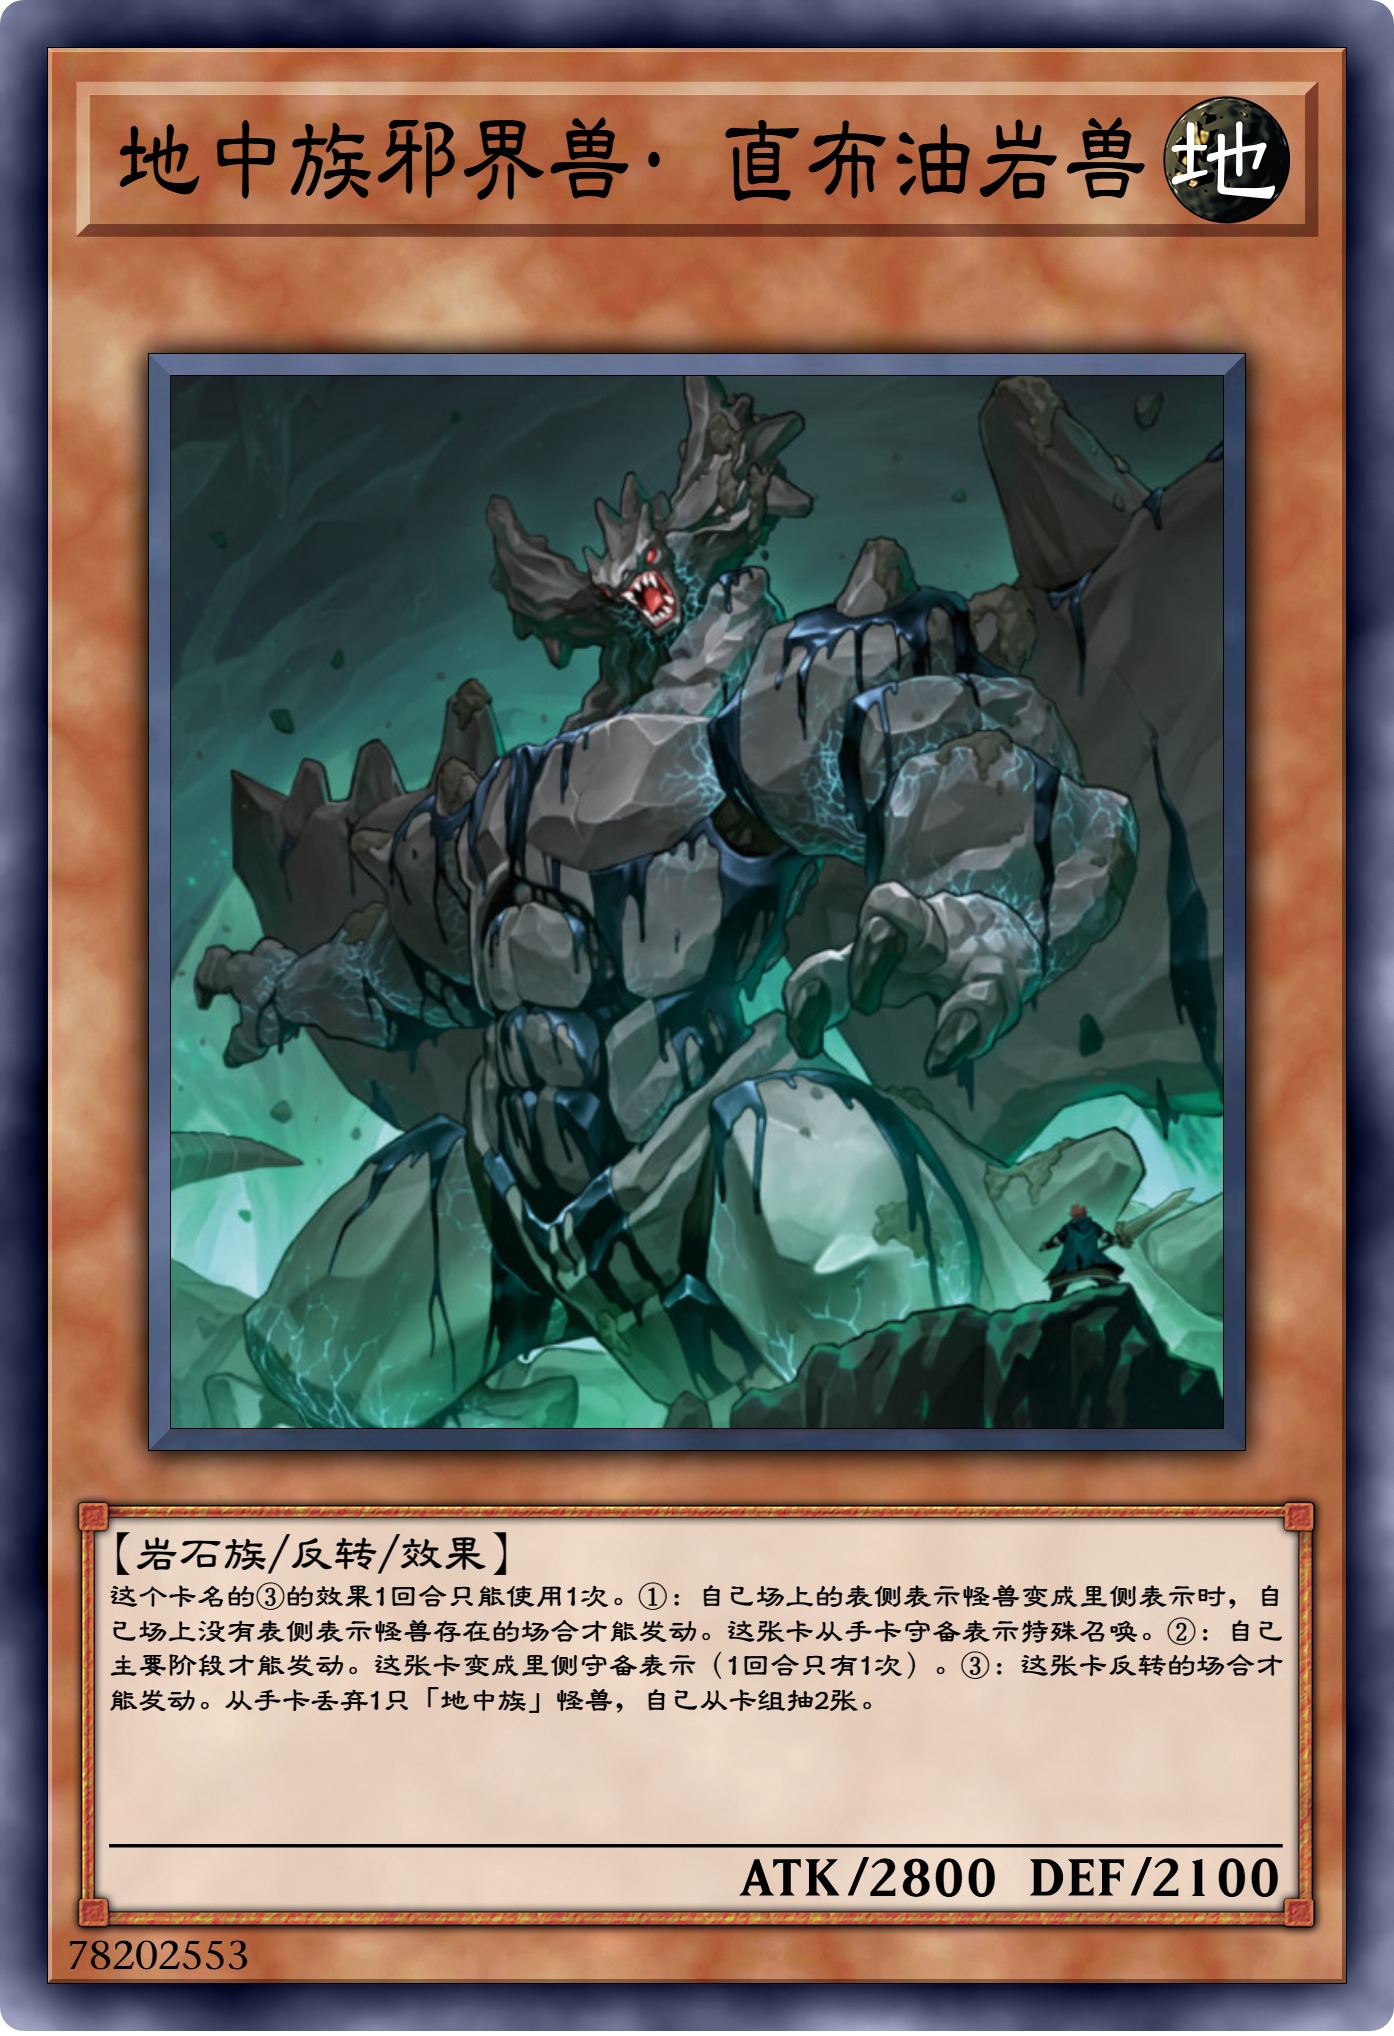 地中族邪界兽·直布油岩兽 地
【岩石族/反转/效果】
这个卡名的③的效果1回合只能使用1次。①：自己场上的表侧表示怪兽变成里侧表示时，自
己场上没有表侧表示怪兽存在的场合才能发动。这张卡从手卡守备表示特殊召唤。②：自己
主要阶段才能发动。这张卡变成里侧守备表示（1回合只有1次）。③：这张卡反转的场合才
能发动。从手卡丢弃1只「地中族」怪兽，自己从卡组抽2张。
ATK/2800 DEF/2100
78202553